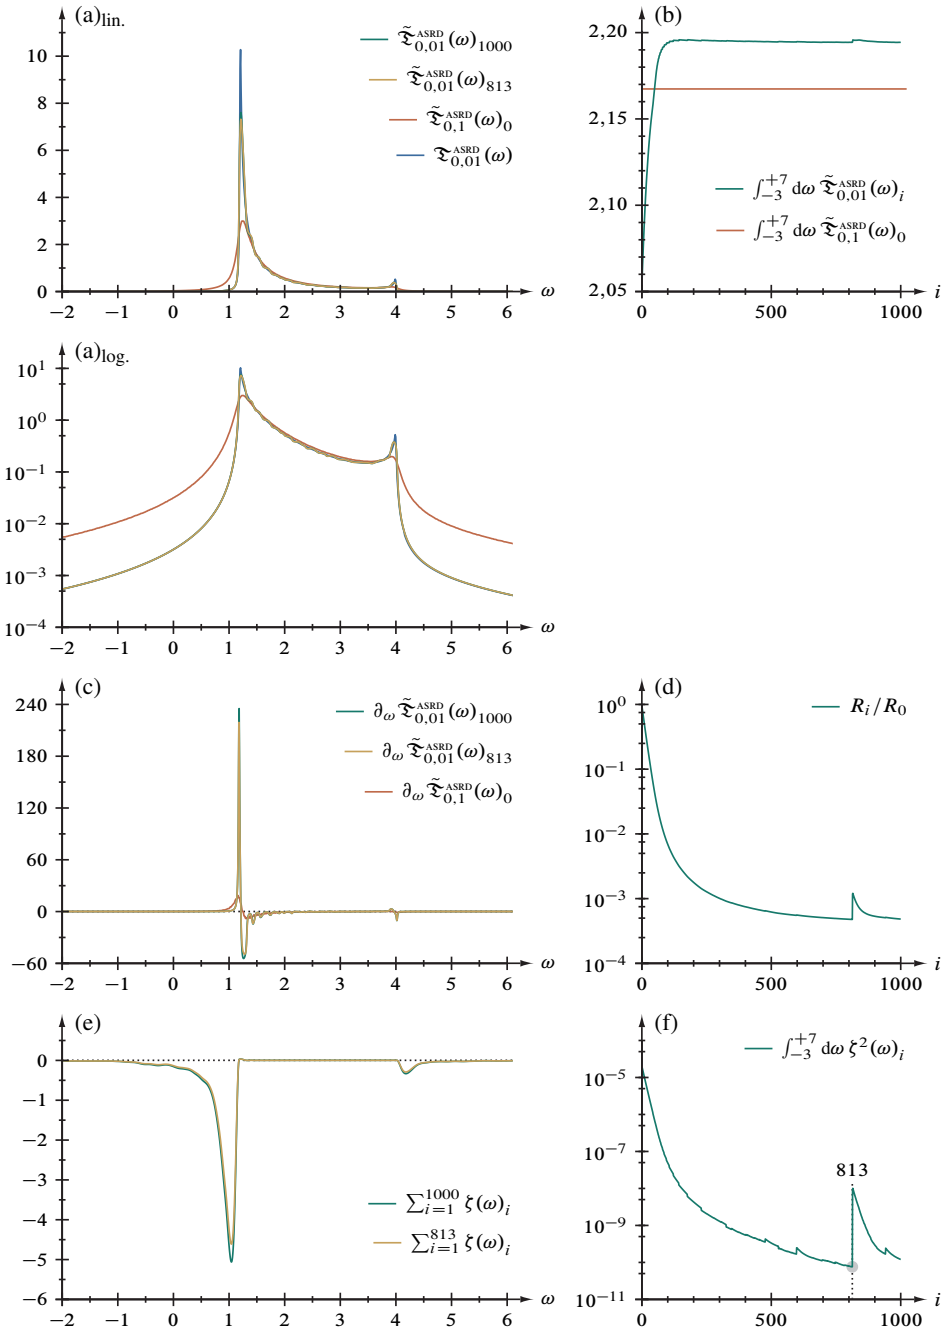 (a)lin.
10
8
6
4
2
0
−2 −1 0 1 2 3 4 5 6 ω
𝔗̃^ASRD_0,01(ω)_1000
𝔗̃^ASRD_0,01(ω)_813
𝔗̃^ASRD_0,1(ω)_0
𝔗^ASRD_0,01(ω)
(b)
2,20
2,15
2,10
2,05
0 500 1000 i
∫_−3^+7 dω 𝔗̃^ASRD_0,01(ω)_i
∫_−3^+7 dω 𝔗̃^ASRD_0,1(ω)_0
(a)log.
10^1
10^0
10^−1
10^−2
10^−3
10^−4
−2 −1 0 1 2 3 4 5 6 ω
(c)
240
180
120
60
0
−60
−2 −1 0 1 2 3 4 5 6 ω
∂_ω 𝔗̃^ASRD_0,01(ω)_1000
∂_ω 𝔗̃^ASRD_0,01(ω)_813
∂_ω 𝔗̃^ASRD_0,1(ω)_0
(d)
10^0
10^−1
10^−2
10^−3
10^−4
0 500 1000 i
R_i/R_0
(e)
0
−1
−2
−3
−4
−5
−6
−2 −1 0 1 2 3 4 5 6 ω
∑_i=1^1000 ζ(ω)_i
∑_i=1^813 ζ(ω)_i
(f)
∫_−3^+7 dω ζ^2(ω)_i
10^−5
10^−7
10^−9
10^−11
813
0 500 1000 i